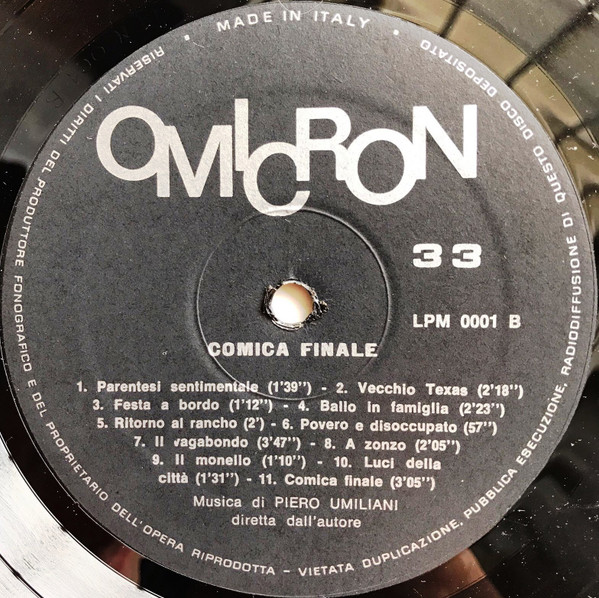 MADE IN ITALY
RISERVATI I DIRITTI DEL PRODUTTORE FONOGRAFICO E DEL PROPRIETARIO DELL'OPERA RIPRODOTTA - VIETATA DUPLICAZIONE, PUBBLICA ESECUZIONE, RADIODIFFUSIONE DI QUESTO DISCO DEPOSITATO
OMICRON
33
LPM 0001 B
COMICA FINALE
1. Parentesi sentimentale (1'39") - 2. Vecchio Texas (2'18")
3. Festa a bordo (1'12") - 4. Ballo in famiglia (2'23")
5. Ritorno al rancho (2') - 6. Povero e disoccupato (57")
7. Il vagabondo (3'47") - 8. A zonzo (2'05")
9. Il monello (1'10") - 10. Luci della
città (1'31") - 11. Comica finale (3'05")
Musica di PIERO UMILIANI
diretta dall'autore